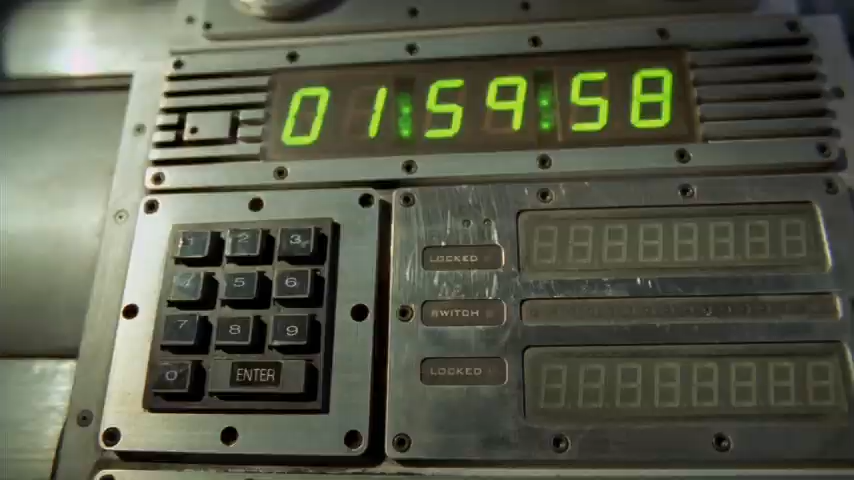 01:59:58
1 2 3
4 5 6
7 8 9
0 ENTER
LOCKED
SWITCH
LOCKED